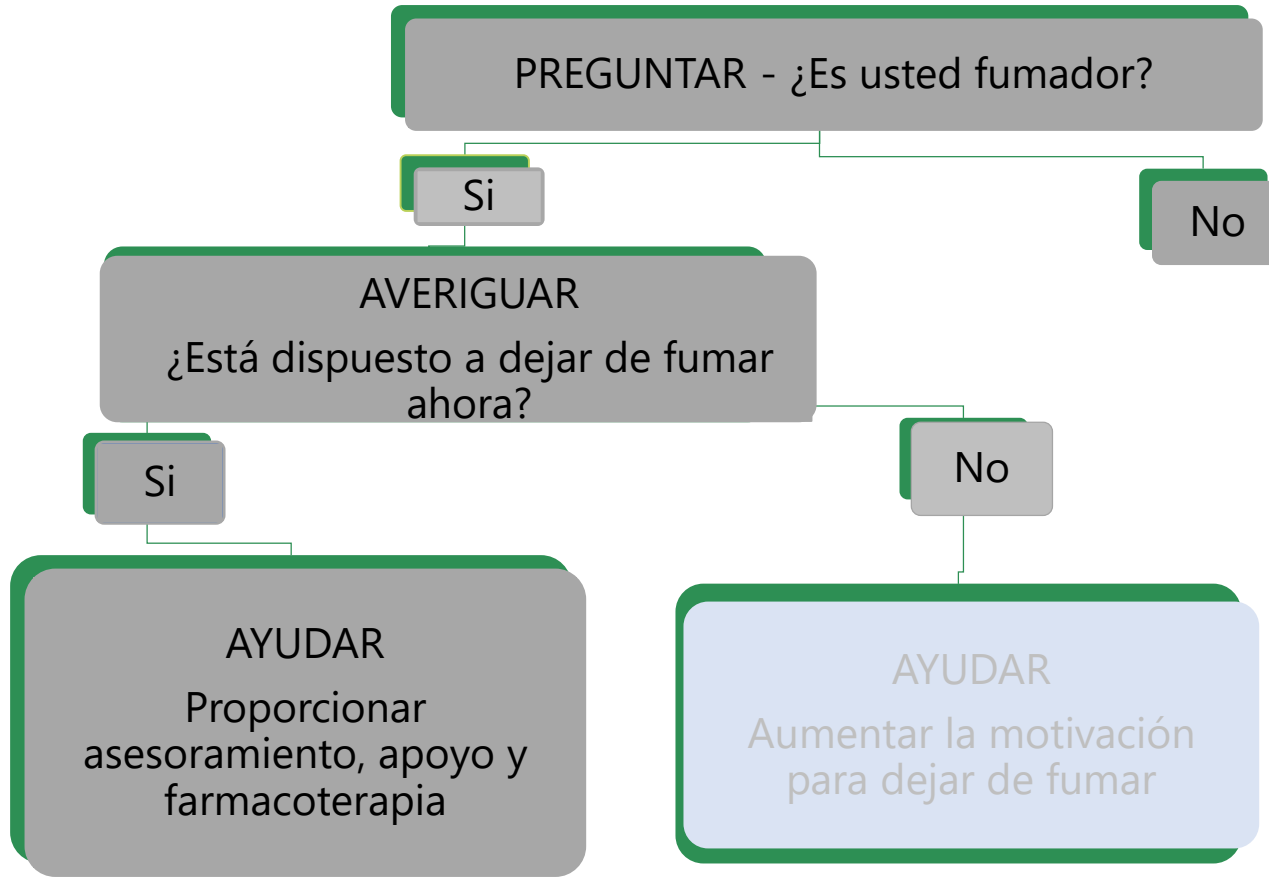 PREGUNTAR - ¿Es usted fumador?
Si
No
AVERIGUAR
¿Está dispuesto a dejar de fumar
ahora?
Si
No
AYUDAR
Proporcionar
asesoramiento, apoyo y
farmacoterapia
AYUDAR
Aumentar la motivación
para dejar de fumar